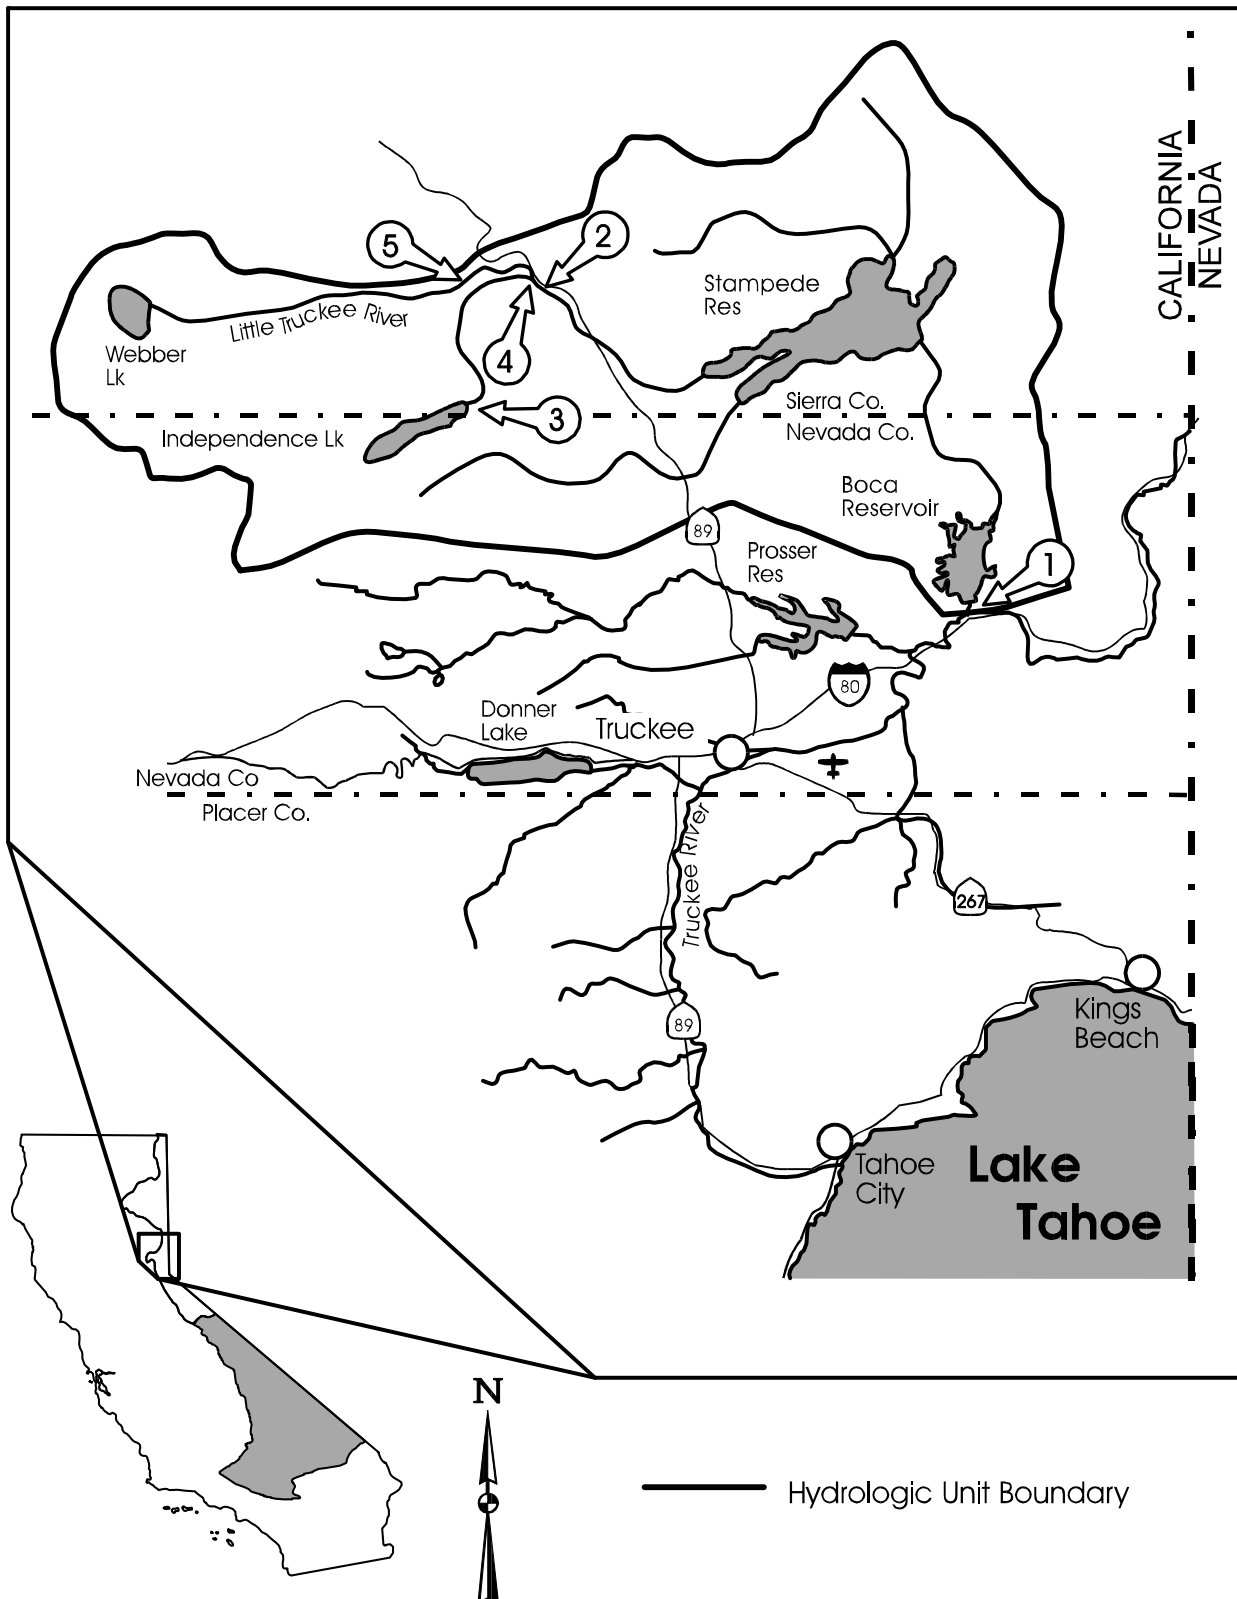 CALIFORNIA
NEVADA
5
2
Stampede
Res
Little Truckee River
Webber
Lk
4
3
Sierra Co.
Nevada Co.
Independence Lk
Boca
Reservoir
89
Prosser
Res
1
80
Donner
Lake
Truckee
Nevada Co
Placer Co.
Truckee River
267
89
Kings
Beach
Tahoe
City
Lake
Tahoe
N
Hydrologic Unit Boundary